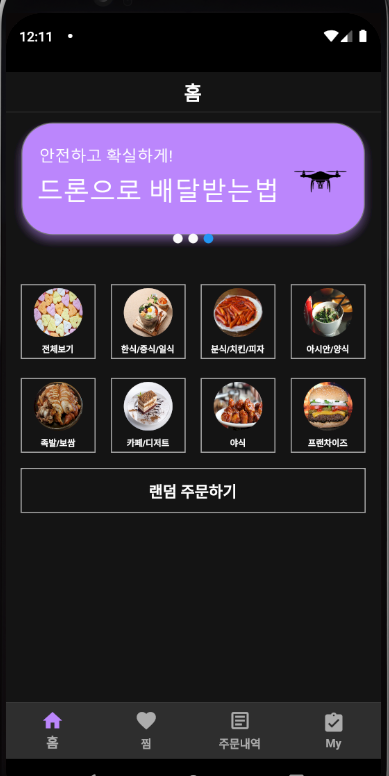 12:11
홈
안전하고 확실하게!
드론으로 배달받는법
전체보기
한식/중식/일식
분식/치킨/피자
아시안/양식
족발/보쌈
카페/디저트
야식
프랜차이즈
랜덤 주문하기
홈
찜
주문내역
My